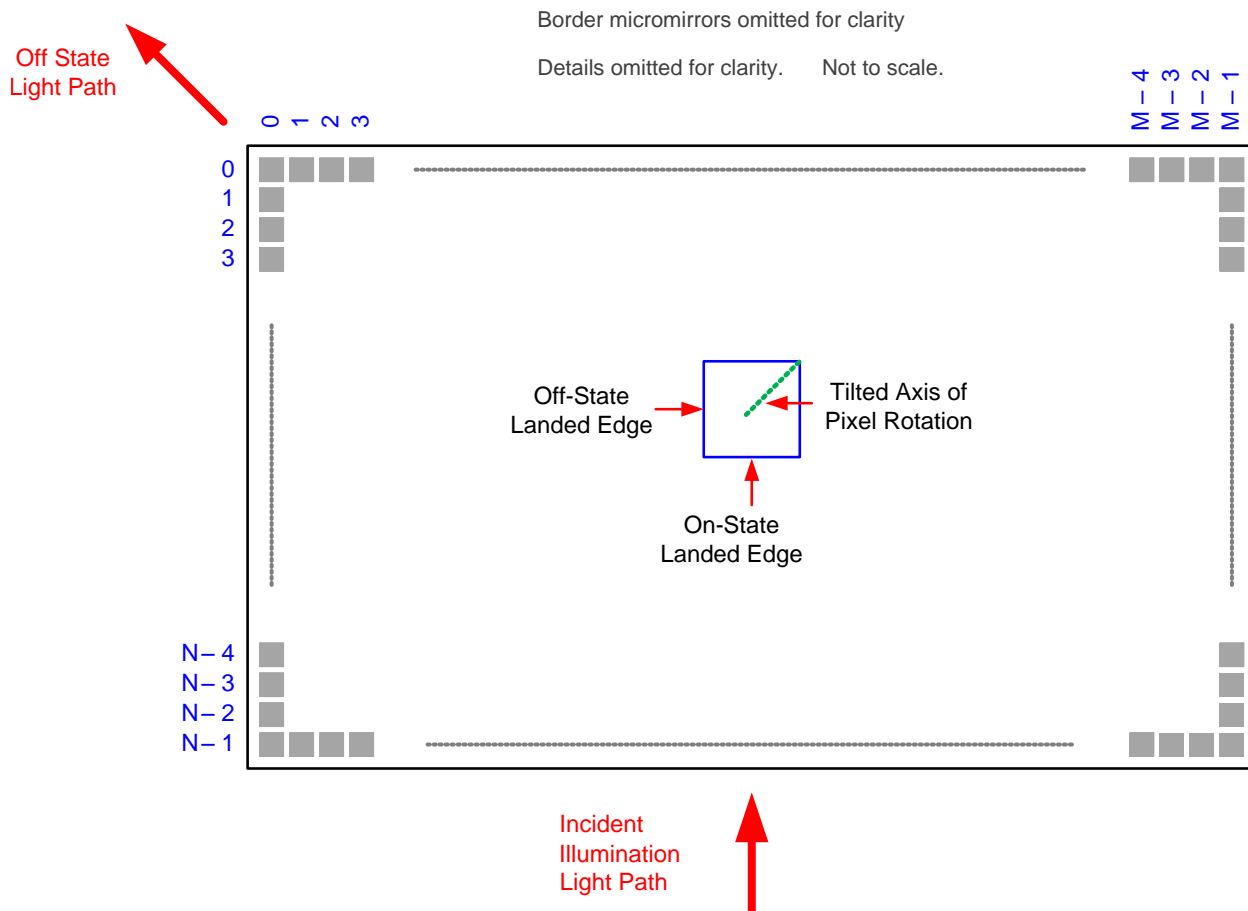 Border micromirrors omitted for clarity
Details omitted for clarity. Not to scale.
Off State
Light Path
0
1
2
3
M – 4
M – 3
M – 2
M – 1
0
1
2
3
Off-State
Landed Edge
Tilted Axis of
Pixel Rotation
On-State
Landed Edge
N – 4
N – 3
N – 2
N – 1
Incident
Illumination
Light Path